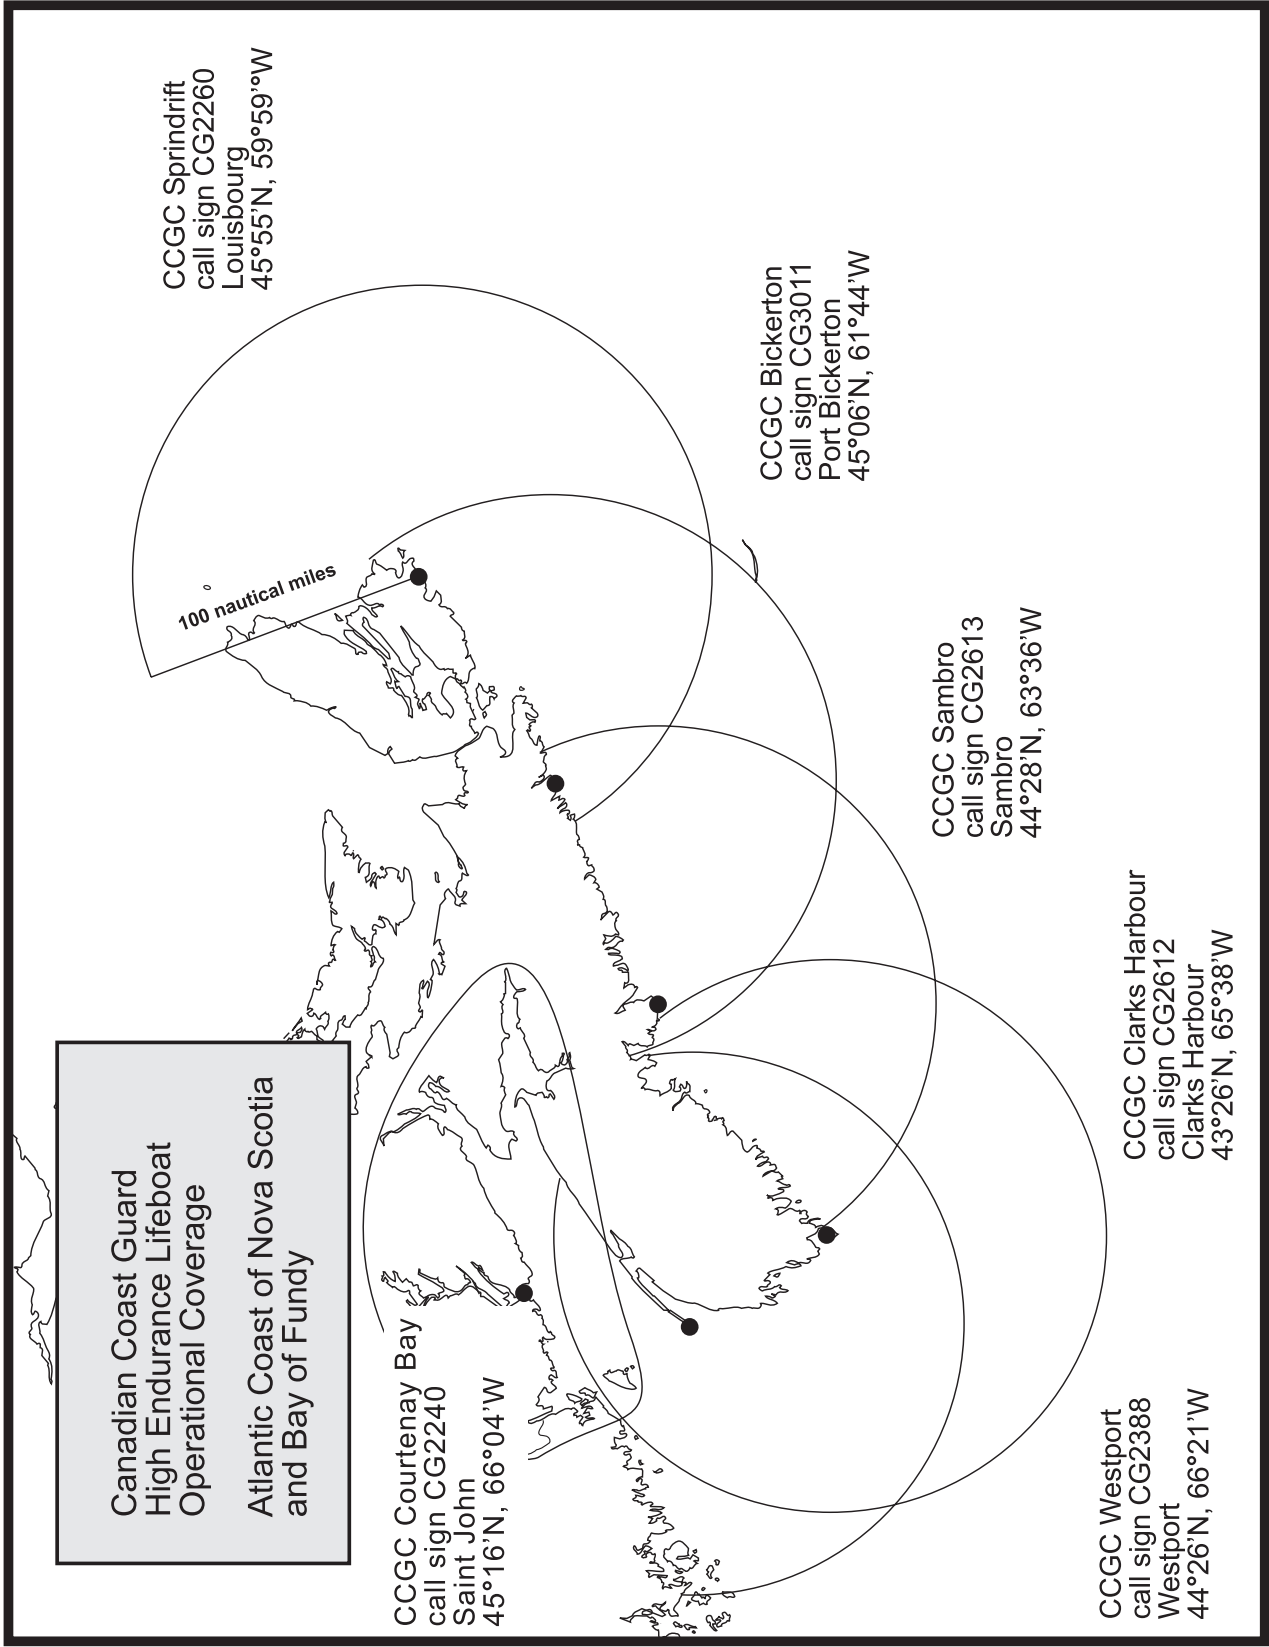 Canadian Coast Guard
High Endurance Lifeboat
Operational Coverage
Atlantic Coast of Nova Scotia
and Bay of Fundy
CCGC Sprindrift
call sign CG2260
Louisbourg
45°55’N, 59°59’°W
100 nautical miles
CCGC Bickerton
call sign CG3011
Port Bickerton
45°06’N, 61°44’W
CCGC Sambro
call sign CG2613
Sambro
44°28’N, 63°36’W
CCGC Clarks Harbour
call sign CG2612
Clarks Harbour
43°26’N, 65°38’W
CCGC Courtenay Bay
call sign CG2240
Saint John
45°16’N, 66°04’W
CCGC Westport
call sign CG2388
Westport
44°26’N, 66°21’W